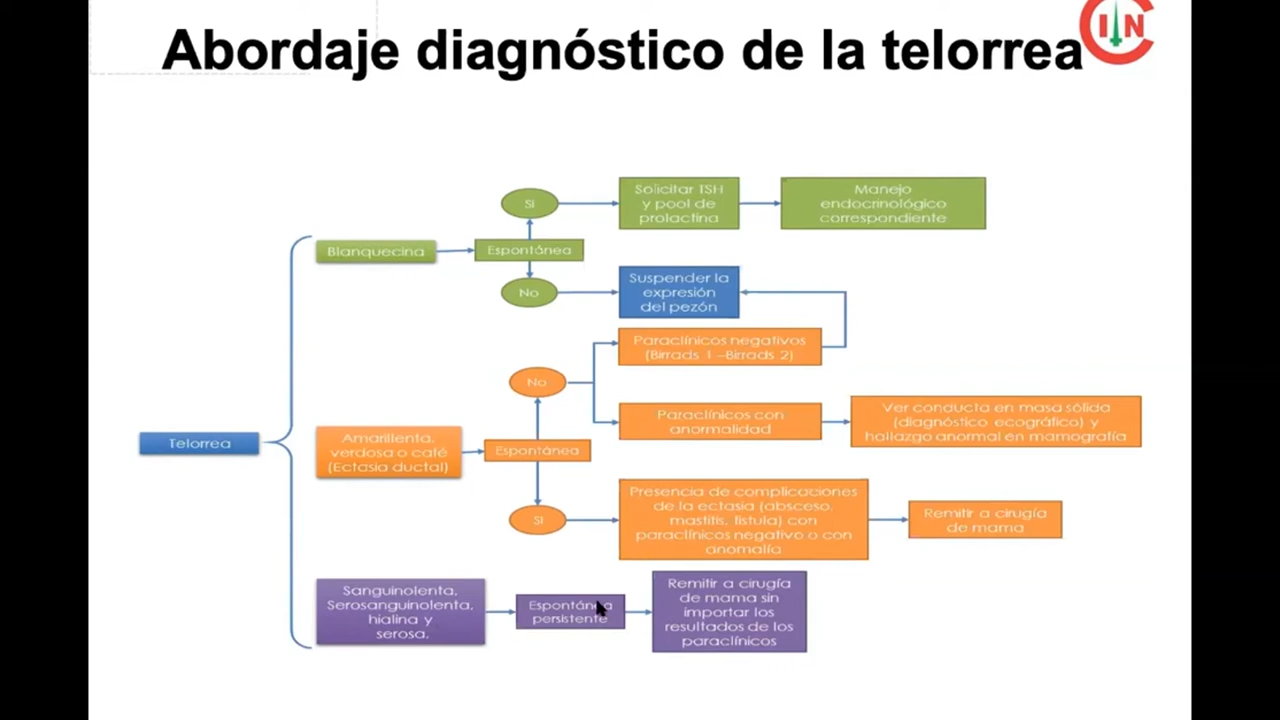 Abordaje diagnóstico de la telorrea
IN
Telorrea
Blanquecina
Espontánea
SI
Solicitar TSH
y pool de
prolactina
Manejo
endocrinológico
correspondiente
No
Suspender la
expresión
del pezón
Amarillenta,
verdosa o café
(Ectasia ductal)
Espontánea
No
Paraclínicos negativos
(Birrads 1 –Birrads 2)
Paraclínicos con
anormalidad
Ver conducta en masa sólida
(diagnóstico ecográfico) y
hallazgo anormal en mamografía
SI
Presencia de complicaciones
de la ectasia (absceso,
mastitis, fistula) con
paraclínicos negativo o con
anomalía
Remitir a cirugía
de mama
Sanguinolenta,
Serosanguinolenta,
hialina y
serosa,
Espontánea
persistente
Remitir a cirugía
de mama sin
importar los
resultados de los
paraclínicos